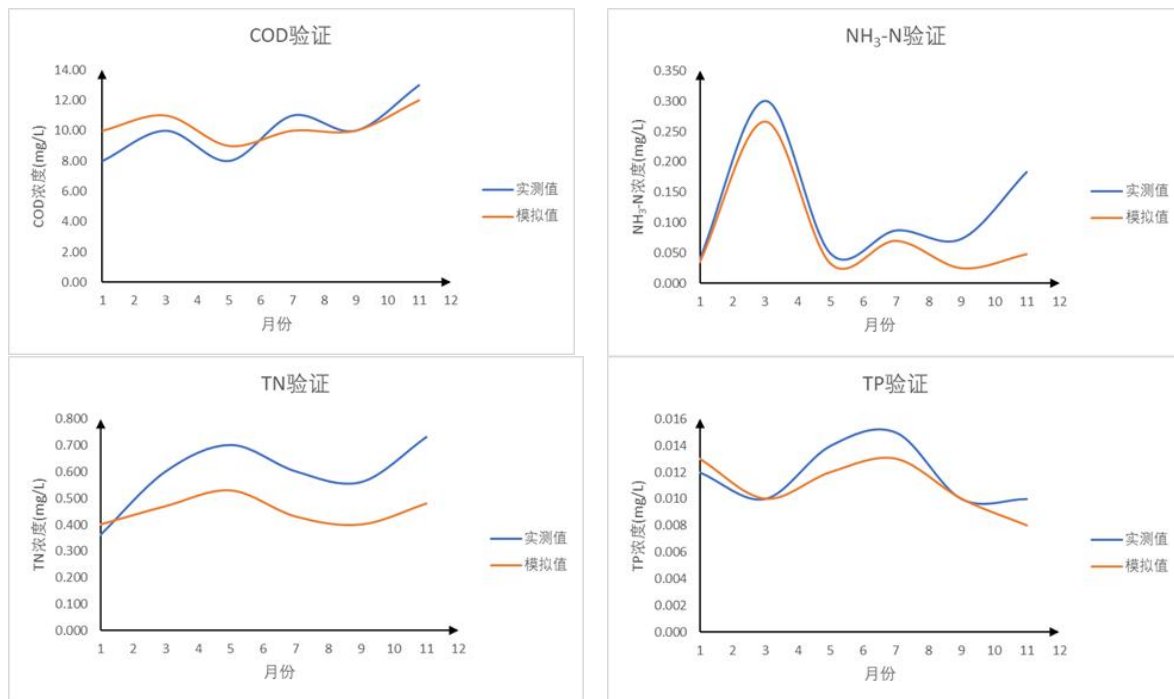 COD验证
COD浓度(mg/L)
14.00
12.00
10.00
8.00
6.00
4.00
2.00
0.00
1 2 3 4 5 6 7 8 9 10 11 12
月份
实测值
模拟值
NH₃-N验证
NH₃-N浓度(mg/L)
0.350
0.300
0.250
0.200
0.150
0.100
0.050
0.000
1 2 3 4 5 6 7 8 9 10 11 12
月份
实测值
模拟值
TN验证
TN浓度(mg/L)
0.800
0.700
0.600
0.500
0.400
0.300
0.200
0.100
0.000
1 2 3 4 5 6 7 8 9 10 11 12
月份
实测值
模拟值
TP验证
TP浓度(mg/L)
0.016
0.014
0.012
0.010
0.008
0.006
0.004
0.002
0.000
1 2 3 4 5 6 7 8 9 10 11 12
月份
实测值
模拟值